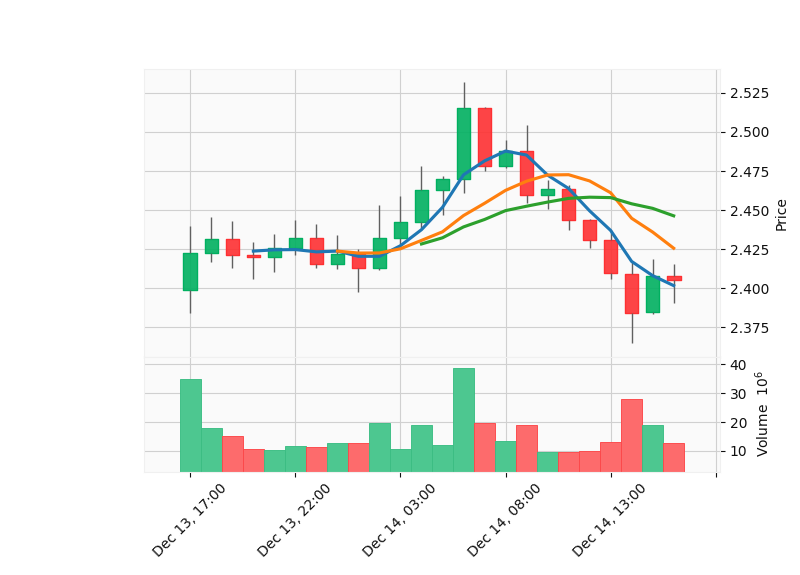 2.525
2.500
2.475
2.450
2.425
2.400
2.375
Price
40
30
20
10
Volume 10⁶
Dec 13, 17:00
Dec 13, 22:00
Dec 14, 03:00
Dec 14, 08:00
Dec 14, 13:00